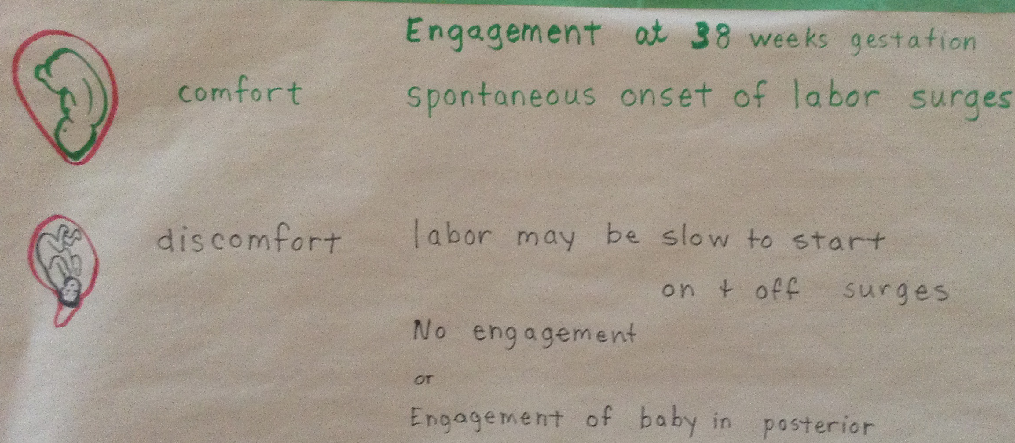 Engagement at 38 weeks gestation
comfort spontaneous onset of labor surges
discomfort labor may be slow to start
on + off surges
No engagement
or
Engagement of baby in posterior